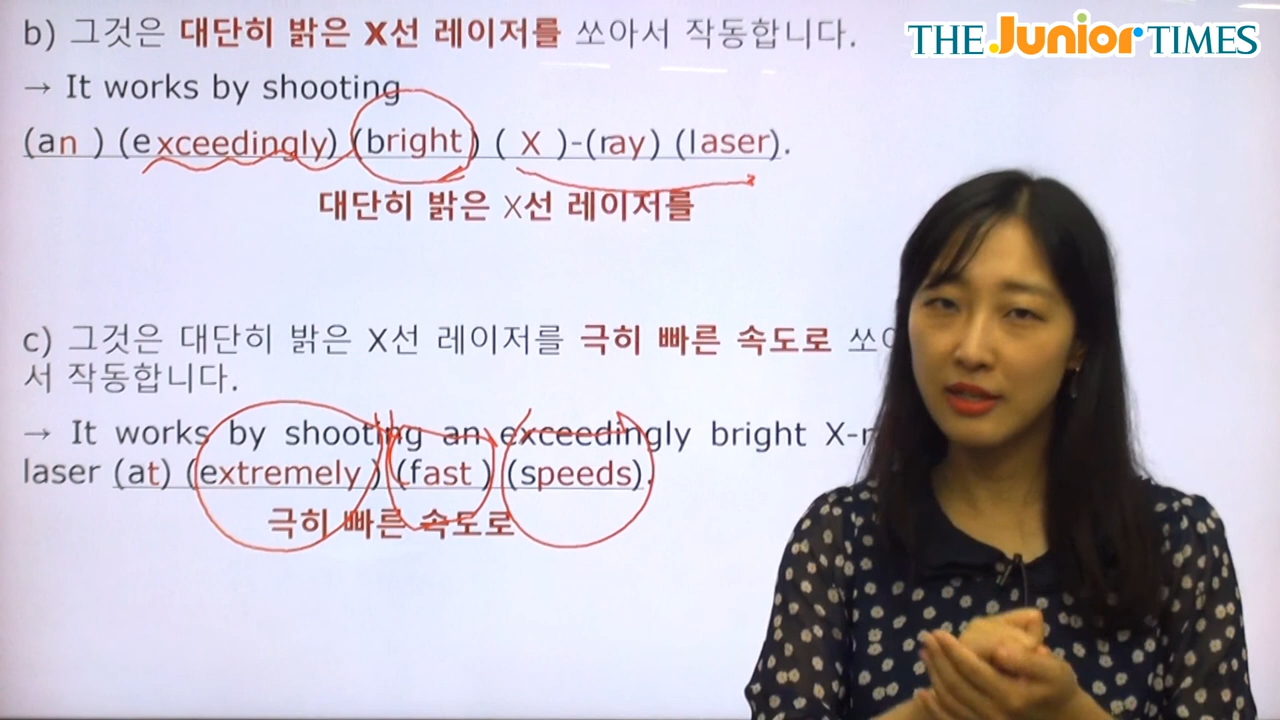 THE Junior TIMES
b) 그것은 대단히 밝은 X선 레이저를 쏘아서 작동합니다.
→ It works by shooting
(an ) (exceedingly) (bright) ( X )-(ray) (laser).
대단히 밝은 X선 레이저를
c) 그것은 대단히 밝은 X선 레이저를 극히 빠른 속도로
서 작동합니다.
→ It works by shooting an exceedingly bright
laser (at) (extremely ) (fast ) (speeds).
극히 빠른 속도로